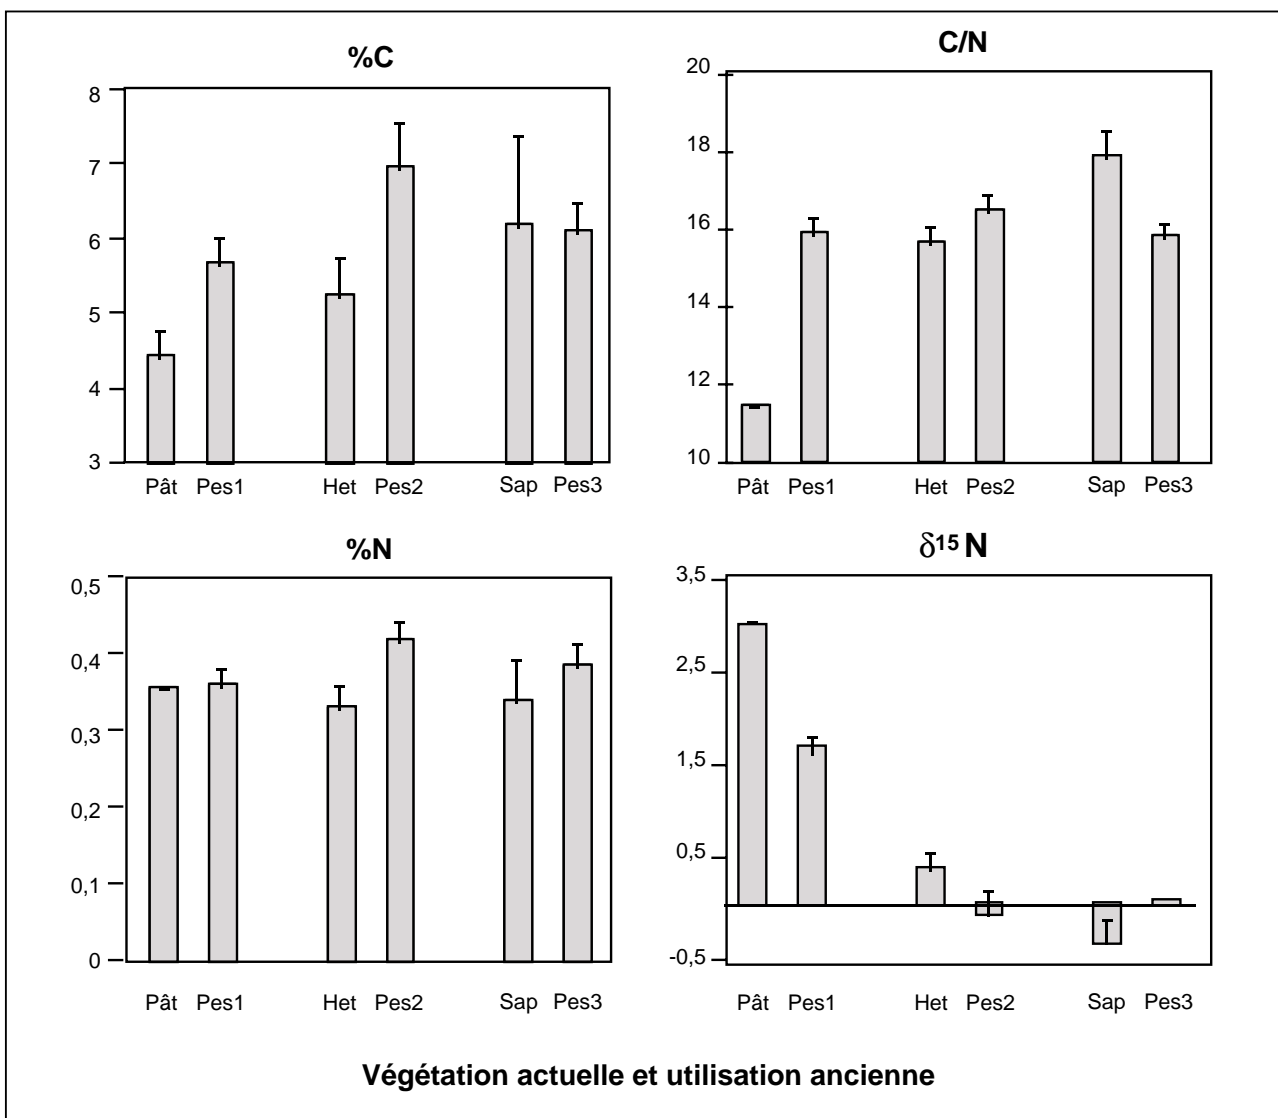 %C
8
7
6
5
4
3
Pât Pes1 Het Pes2 Sap Pes3
C/N
20
18
16
14
12
10
Pât Pes1 Het Pes2 Sap Pes3
%N
0,5
0,4
0,3
0,2
0,1
0
Pât Pes1 Het Pes2 Sap Pes3
δ15 N
3,5
2,5
1,5
0,5
-0,5
Pât Pes1 Het Pes2 Sap Pes3
Végétation actuelle et utilisation ancienne